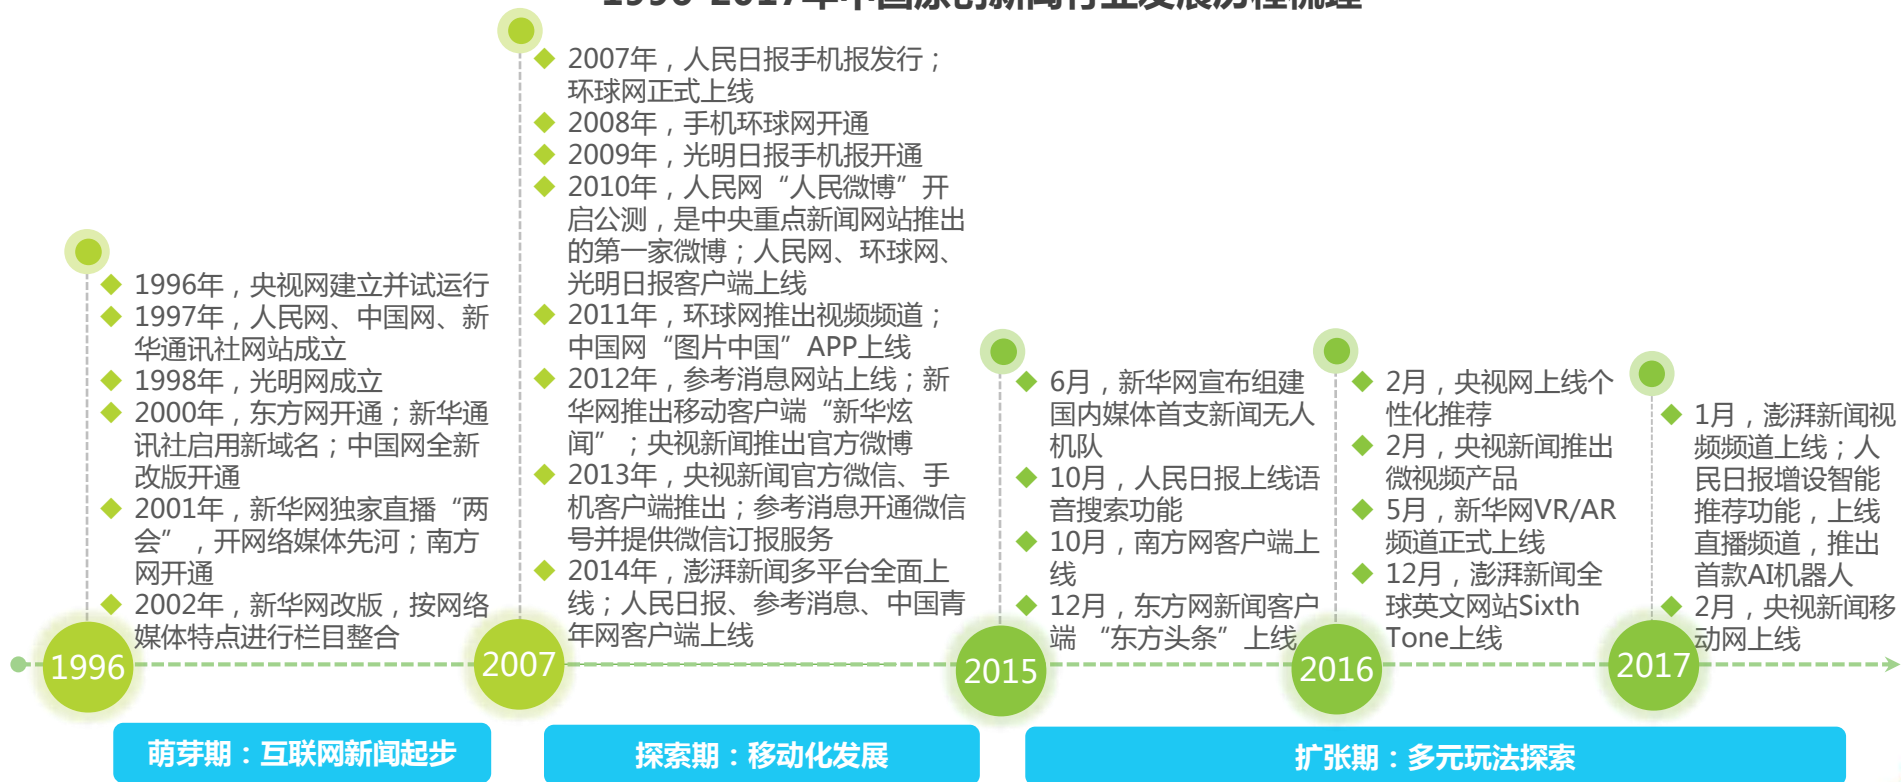 1996-2017年中国原创新闻行业发展历程梳理
1996年，央视网建立并试运行
1997年，人民网、中国网、新
华通讯社网站成立
1998年，光明网成立
2000年，东方网开通；新华通
讯社启用新域名；中国网全新
改版开通
2001年，新华网独家直播“两
会”，开网络媒体先河；南方
网开通
2002年，新华网改版，按网络
媒体特点进行栏目整合
2007年，人民日报手机报发行；
环球网正式上线
2008年，手机环球网开通
2009年，光明日报手机报开通
2010年，人民网“人民微博”开
启公测，是中央重点新闻网站推出
的第一家微博；人民网、环球网、
光明日报客户端上线
2011年，环球网推出视频频道；
中国网“图片中国”APP上线
2012年，参考消息网站上线；新
华网推出移动客户端“新华炫
闻”；央视新闻推出官方微博
2013年，央视新闻官方微信、手
机客户端推出；参考消息开通微信
号并提供微信订报服务
2014年，澎湃新闻多平台全面上
线；人民日报、参考消息、中国青
年网客户端上线
6月，新华网宣布组建
国内媒体首支新闻无人
机队
10月，人民日报上线语
音搜索功能
10月，南方网客户端上
线
12月，东方网新闻客户
端 “东方头条”上线
2月，央视网上线个
性化推荐
2月，央视新闻推出
微视频产品
5月，新华网VR/AR
频道正式上线
12月，澎湃新闻全
球英文网站Sixth
Tone上线
1月，澎湃新闻视
频频道上线；人
民日报增设智能
推荐功能，上线
直播频道，推出
首款AI机器人
2月，央视新闻移
动网上线
1996
2007
2015
2016
2017
萌芽期：互联网新闻起步
探索期：移动化发展
扩张期：多元玩法探索